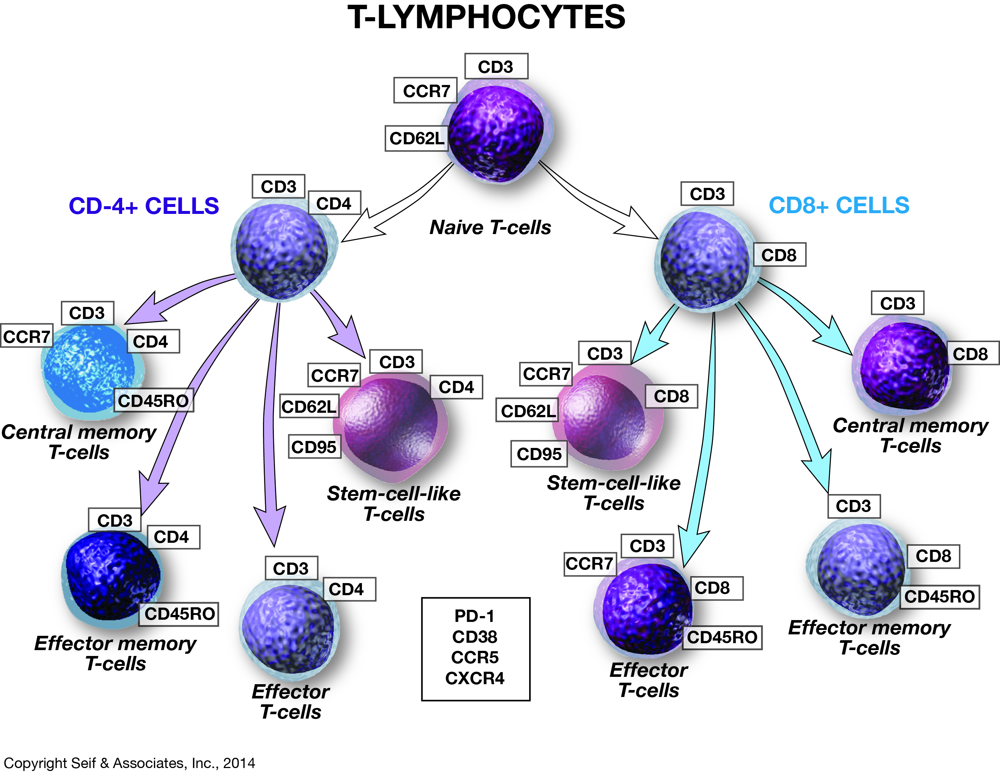 T-LYMPHOCYTES
CD3
CCR7
CD62L
Naive T-cells
CD-4+ CELLS
CD3
CD4
CD8+ CELLS
CD3
CD8
CD3
CCR7
CD4
CD45RO
Central memory
T-cells
CD3
CCR7
CD4
CD62L
CD95
Stem-cell-like
T-cells
CD3
CCR7
CD8
CD62L
CD95
Stem-cell-like
T-cells
CD3
CD8
Central memory
T-cells
CD3
CD4
CD45RO
Effector memory
T-cells
CD3
CD4
Effector
T-cells
PD-1
CD38
CCR5
CXCR4
CD3
CCR7
CD8
CD45RO
Effector
T-cells
CD3
CD8
CD45RO
Effector memory
T-cells
Copyright Seif & Associates, Inc., 2014